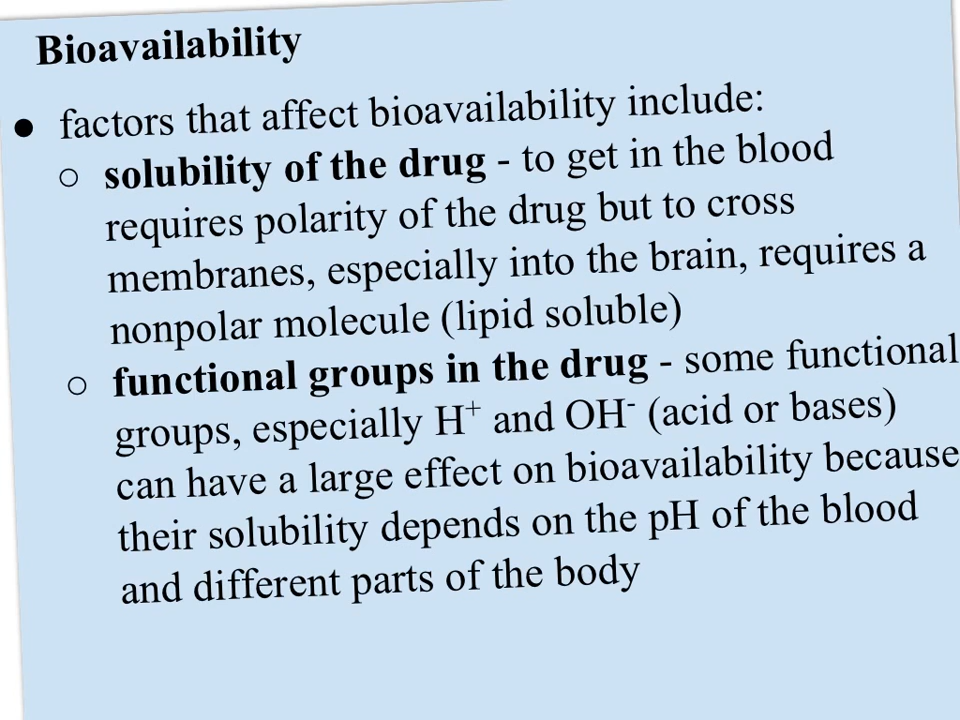 Bioavailability
● factors that affect bioavailability include:
○ solubility of the drug - to get in the blood
requires polarity of the drug but to cross
membranes, especially into the brain, requires a
nonpolar molecule (lipid soluble)
○ functional groups in the drug - some functional
groups, especially H⁺ and OH⁻ (acid or bases)
can have a large effect on bioavailability because
their solubility depends on the pH of the blood
and different parts of the body